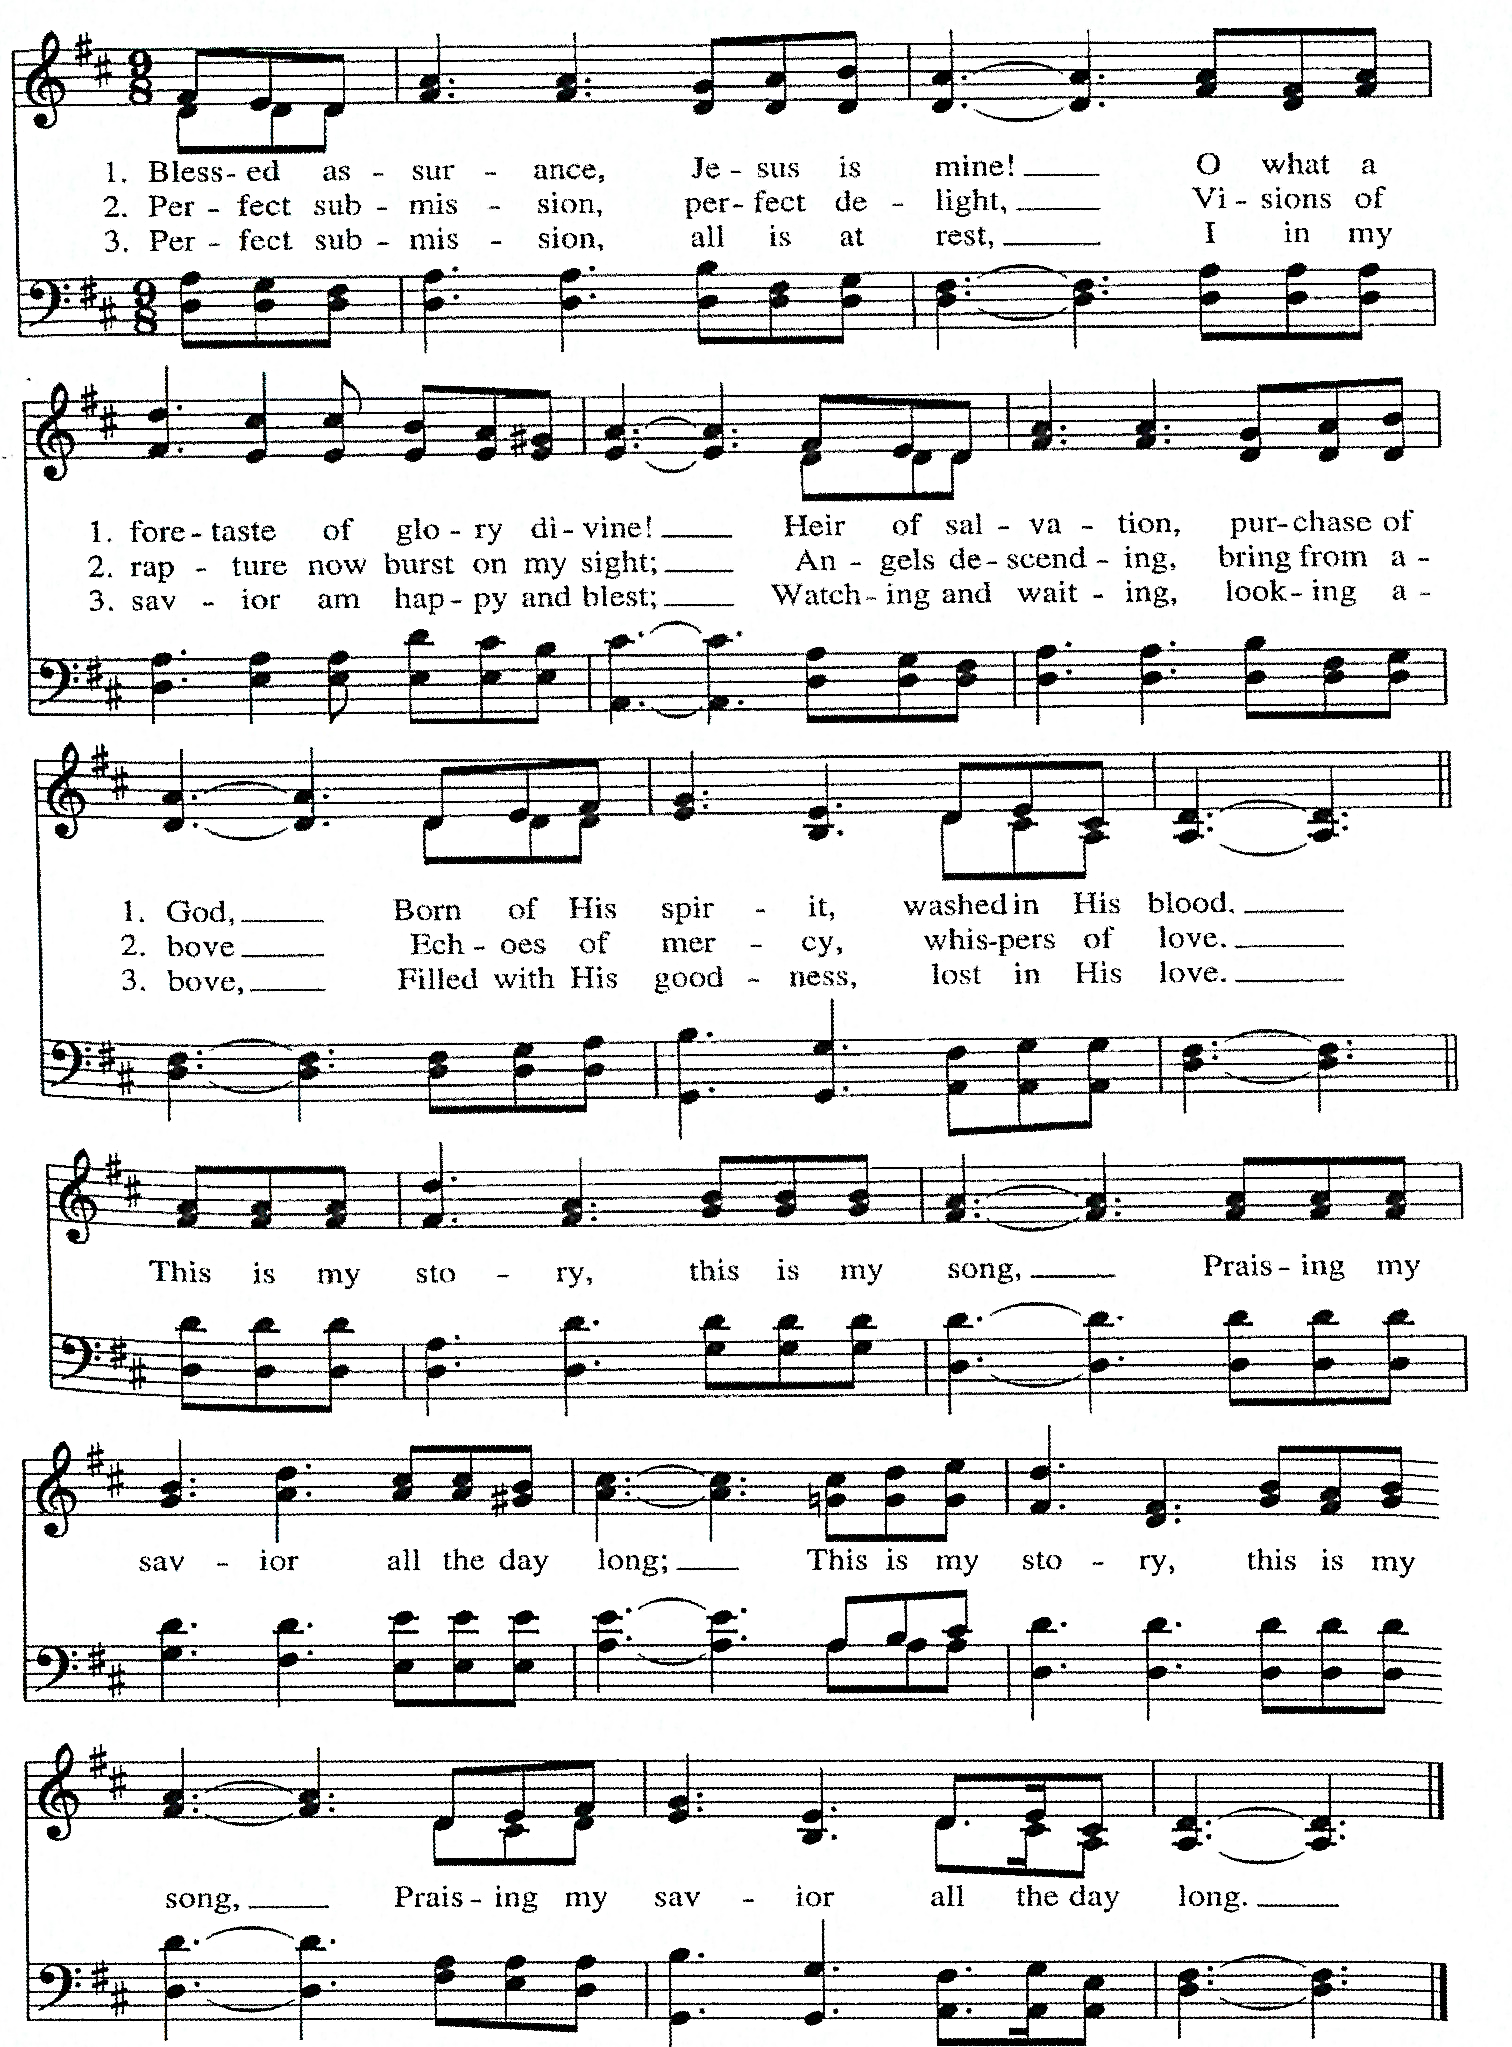 9 8
1. Bless-ed as - sur - ance, Je - sus is mine! O what a
2. Per - fect sub - mis - sion, per - fect de - light, Vi - sions of
3. Per - fect sub - mis - sion, all is at rest, I in my
9 8
1. fore - taste of glo - ry di - vine! Heir of sal - va - tion, pur - chase of
2. rap - ture now burst on my sight; An - gels de - scend - ing, bring from a -
3. sav - ior am hap - py and blest; Watch - ing and wait - ing, look - ing a -
1. God, Born of His spir - it, washed in His blood.
2. bove Ech - oes of mer - cy, whis-pers of love.
3. bove, Filled with His good - ness, lost in His love.
This is my sto - ry, this is my song, Prais - ing my
sav - ior all the day long; This is my sto - ry, this is my
song, Prais - ing my sav - ior all the day long.